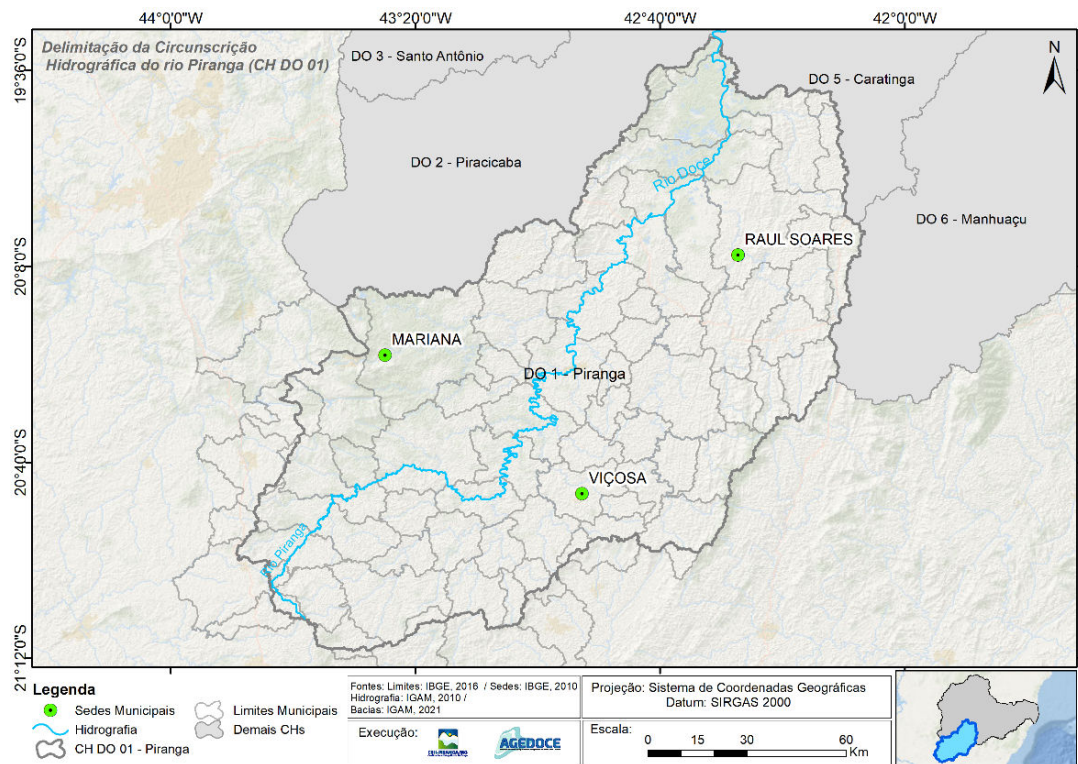 44°0'0"W
43°20'0"W
42°40'0"W
42°0'0"W
Delimitação da Circunscrição
Hidrográfica do rio Piranga (CH DO 01)
DO 3 - Santo Antônio
DO 5 - Caratinga
N
19°36'0"S
DO 2 - Piracicaba
Rio Doce
DO 6 - Manhuaçu
RAUL SOARES
20°8'0"S
MARIANA
DO 1 - Piranga
20°40'0"S
VIÇOSA
Rio Piranga
21°12'0"S
Legenda
Sedes Municipais
Hidrografia
CH DO 01 - Piranga
Limites Municipais
Demais CHs
Fontes: Limites: IBGE, 2016 / Sedes: IBGE, 2010
Hidrografia: IGAM, 2010 /
Bacias: IGAM, 2021
Execução:
AGEDOCE
Projeção: Sistema de Coordenadas Geográficas
Datum: SIRGAS 2000
Escala:
0 15 30 60
Km